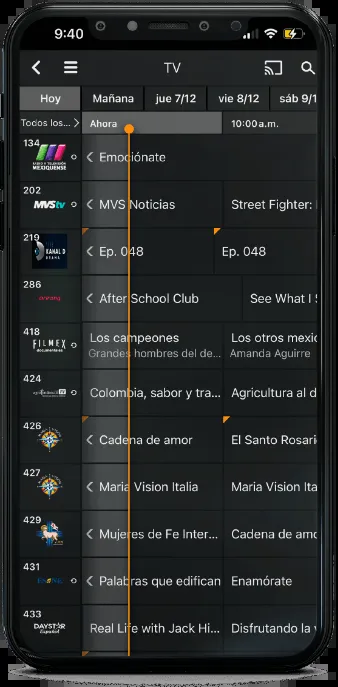 9:40
TV
Hoy
Mañana
jue 7/12
vie 8/12
sáb 9/1
Todos los...
Ahora
10:00 a.m.
134
MEXIQUENSE
Emociónate
202
MVStv
MVS Noticias
Street Fighter:
219
KANAL D
DRAMA
Ep. 048
Ep. 048
286
arirang
After School Club
See What I S
418
FILMEX
documentales
Los campeones
Grandes hombres del de...
Los otros mexic
Amanda Aguirre
424
Colombia, sabor y tra...
Agricultura al d
426
Cadena de amor
El Santo Rosari
427
Maria Vision Italia
Maria Vision Ita
429
Mujeres de Fe Inter...
Cadena de amo
431
Palabras que edifican
Enamórate
433
DAYSTAR
Español
Real Life with Jack Hi...
Disfrutando la v